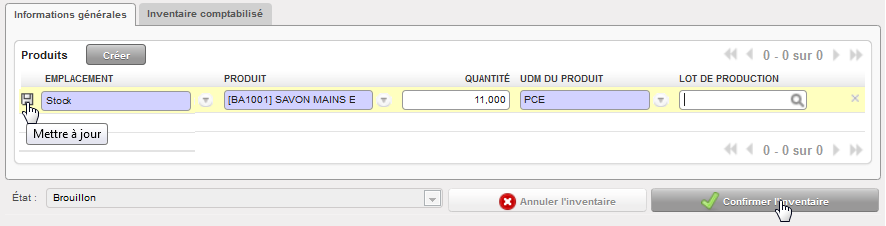 Informations générales
Inventaire comptabilisé
Produits
Créer
0 - 0 sur 0
EMPLACEMENT
PRODUIT
QUANTITÉ
UDM DU PRODUIT
LOT DE PRODUCTION
Stock
[BA1001] SAVON MAINS E
11,000
PCE
Mettre à jour
0 - 0 sur 0
État :
Brouillon
Annuler l'inventaire
Confirmer l'inventaire